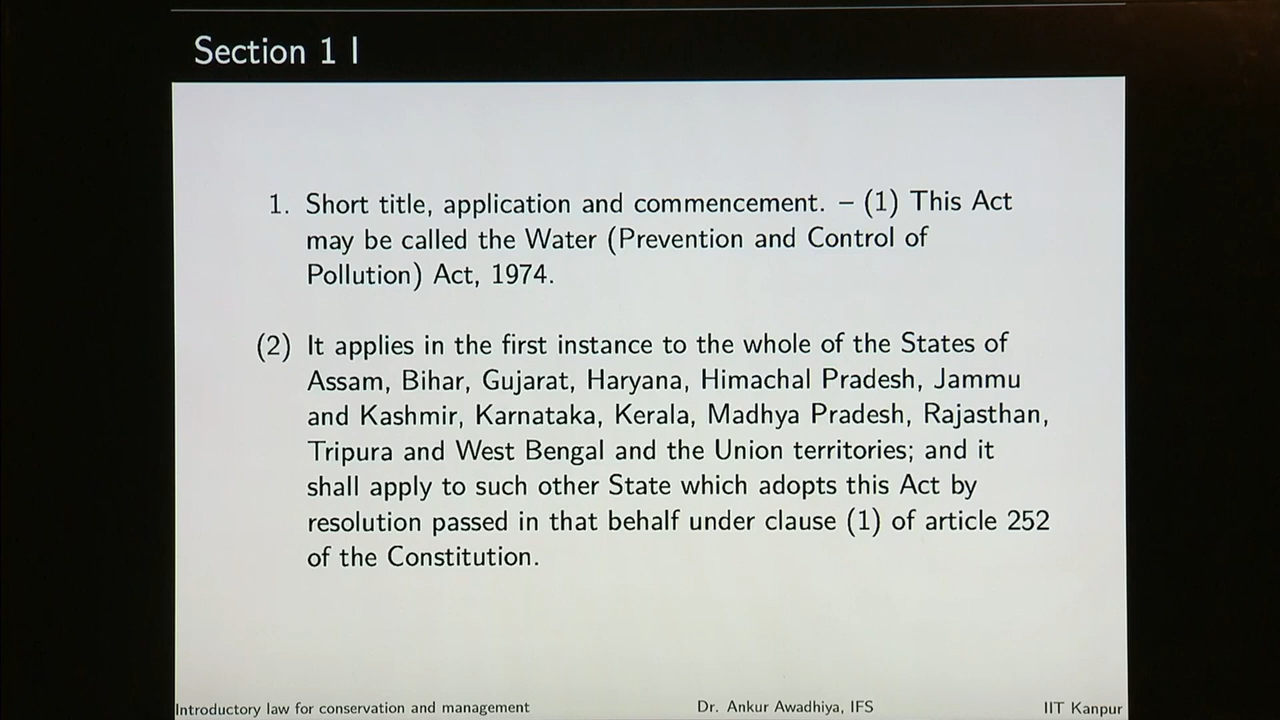 Section 1 I
1. Short title, application and commencement. – (1) This Act
may be called the Water (Prevention and Control of
Pollution) Act, 1974.
(2) It applies in the first instance to the whole of the States of
Assam, Bihar, Gujarat, Haryana, Himachal Pradesh, Jammu
and Kashmir, Karnataka, Kerala, Madhya Pradesh, Rajasthan,
Tripura and West Bengal and the Union territories; and it
shall apply to such other State which adopts this Act by
resolution passed in that behalf under clause (1) of article 252
of the Constitution.
Introductory law for conservation and management Dr. Ankur Awadhiya, IFS IIT Kanpur